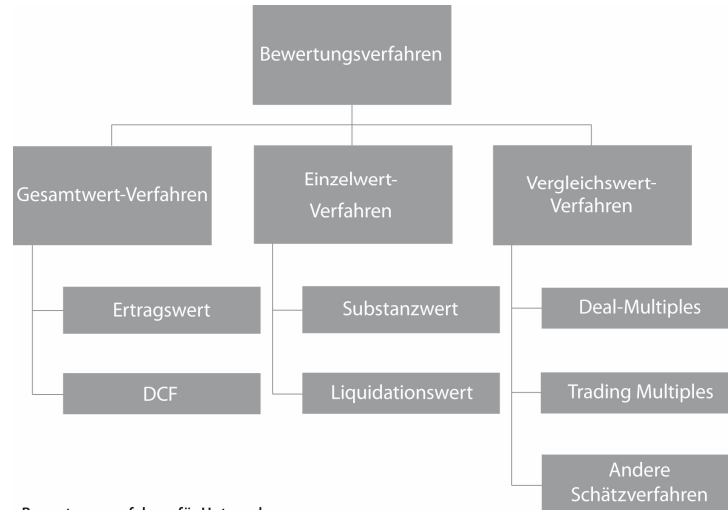 Bewertungsverfahren
Gesamtwert-Verfahren
Einzelwert-
Verfahren
Vergleichswert-
Verfahren
Ertragswert
Substanzwert
Deal-Multiples
DCF
Liquidationswert
Trading Multiples
Andere
Schätzverfahren